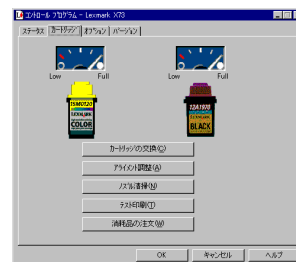 コントロール プログラム - Lexmark X73
ステータス カートリッジ オプション バージョン
Low Full Low Full
15M0120
LEXMARK
COLOR
12A1970
LEXMARK
BLACK
カートリッジの交換(C)
アライメント調整(A)
ノズル清掃(N)
テスト印刷(T)
消耗品の注文(W)
OK キャンセル ヘルプ